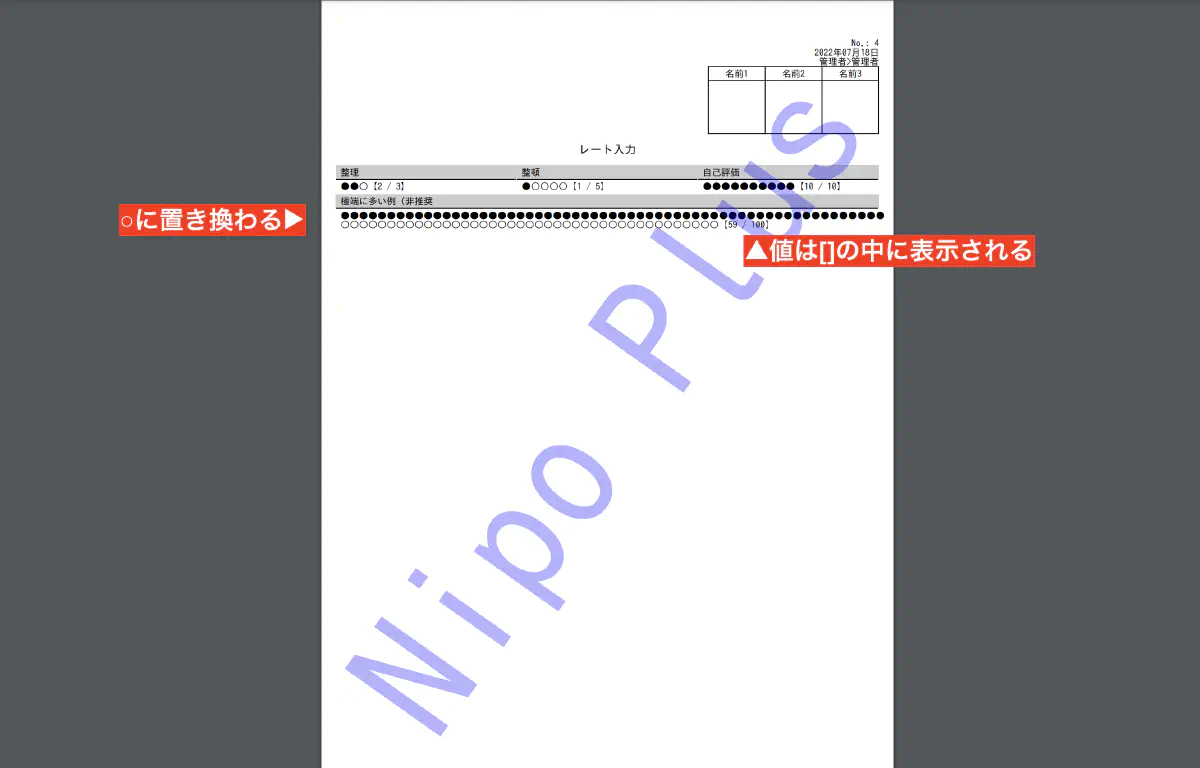 No.: 4
2022年07月18日
管理者>管理者
名前1 名前2 名前3
レート入力
整理 整頓 自己評価
●●○【2 / 3】 ●○○○○【1 / 5】 ●●●●●●●●●●【10 / 10】
極端に多い例（非推奨
●●●●●●●●●●●●●●●●●●●●●●●●●●●●●●●●●●●●●●●●●●●●●●●●●●●●●●●●●●●
○○○○○○○○○○○○○○○○○○○○○○○○○○○○○○○○○○○○○○○○○【59 / 100】
○に置き換わる▶
▲値は[]の中に表示される
Nipo Plus